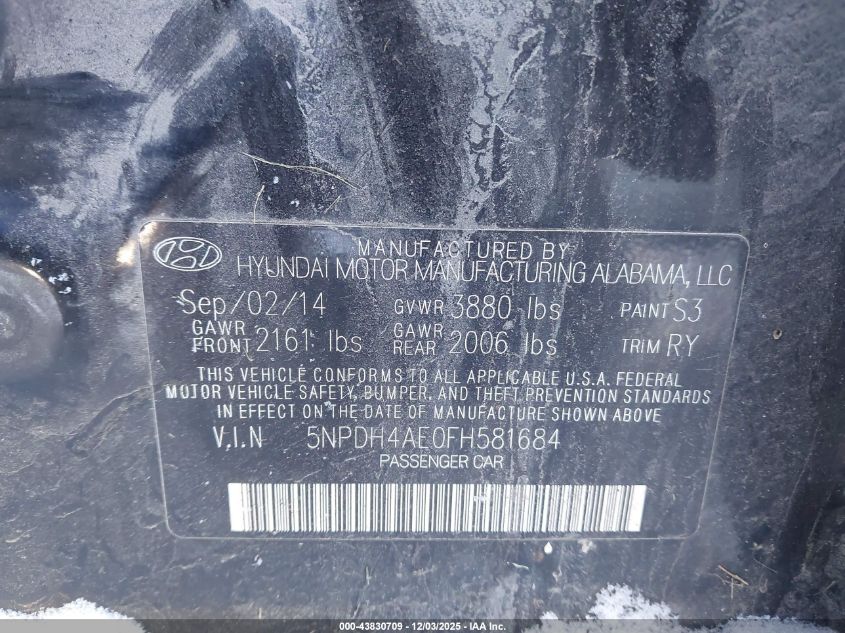 MANUFACTURED BY
HYUNDAI MOTOR MANUFACTURING ALABAMA, LLC
Sep/02/14 GVWR 3880 lbs PAINT S3
GAWR FRONT 2161 lbs GAWR REAR 2006 lbs TRIM RY
THIS VEHICLE CONFORMS TO ALL APPLICABLE U.S.A. FEDERAL
MOTOR VEHICLE SAFETY, BUMPER, AND THEFT PREVENTION STANDARDS
IN EFFECT ON THE DATE OF MANUFACTURE SHOWN ABOVE
V.I.N 5NPDH4AE0FH581684
PASSENGER CAR
000-43830709 - 12/03/2025 - IAA Inc.